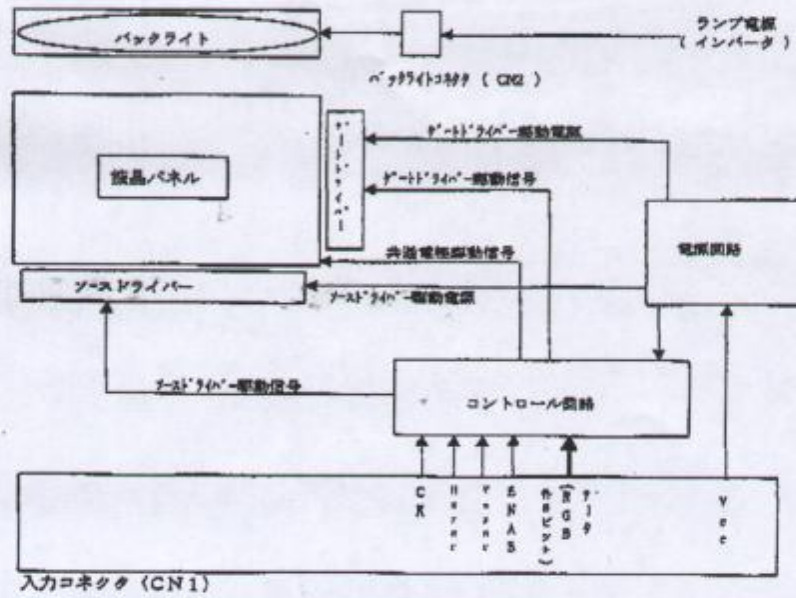 バックライト
ランプ電源
(インバータ)
バックライトコネクタ (CN2)
ゲートドライバー駆動電源
ゲートドライバー
液晶パネル
ゲートドライバー駆動信号
共通電極駆動信号
電源回路
ソースドライバー
ソースドライバー駆動電源
ソースドライバー駆動信号
コントロール回路
CK
Hsync
Vsync
ENAB
データ
(RGB
各6ビット)
Vcc
入力コネクタ (CN1)